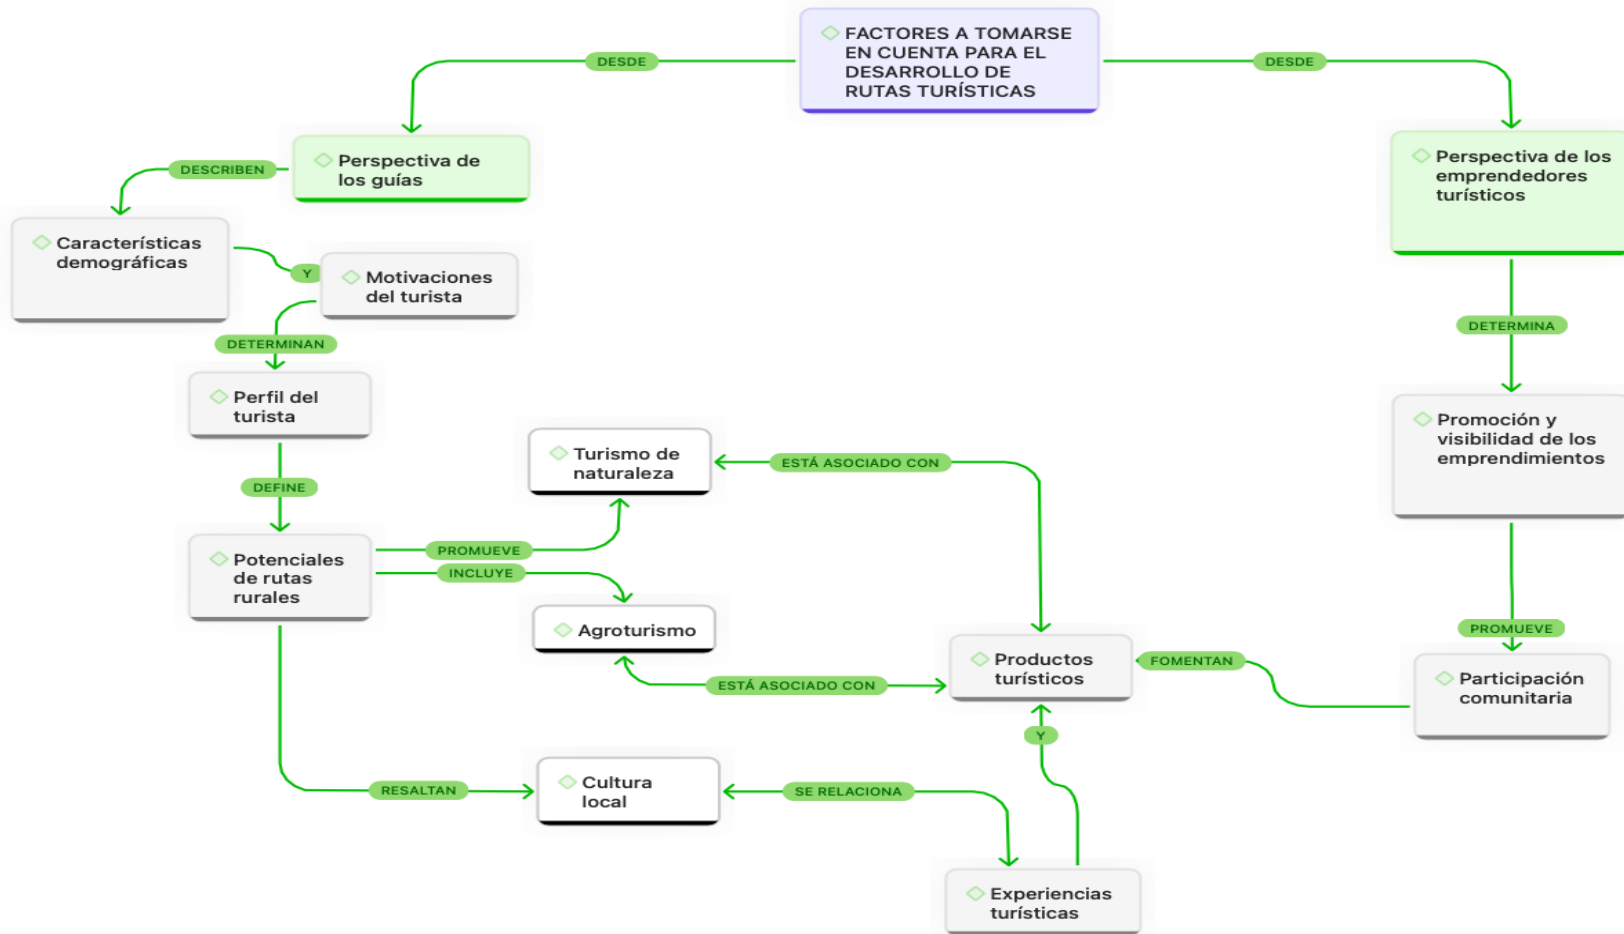 FACTORES A TOMARSE
EN CUENTA PARA EL
DESARROLLO DE
RUTAS TURÍSTICAS
DESDE
DESDE
Perspectiva de
los guías
Perspectiva de los
emprendedores
turísticos
DESCRIBEN
Características
demográficas
Y
Motivaciones
del turista
DETERMINAN
DETERMINA
Perfil del
turista
Promoción y
visibilidad de los
emprendimientos
Turismo de
naturaleza
ESTÁ ASOCIADO CON
DEFINE
PROMUEVE
Potenciales
de rutas
rurales
INCLUYE
Agroturismo
PROMUEVE
Productos
turísticos
FOMENTAN
Participación
comunitaria
ESTÁ ASOCIADO CON
Y
RESALTAN
Cultura
local
SE RELACIONA
Experiencias
turísticas